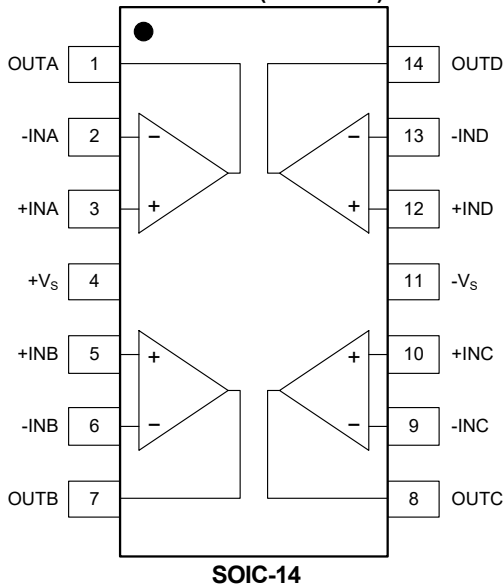 OUTA 1 14 OUTD
-INA 2 − − 13 -IND
+INA 3 + + 12 +IND
+VS 4 11 -VS
+INB 5 + + 10 +INC
-INB 6 − − 9 -INC
OUTB 7 8 OUTC
SOIC-14